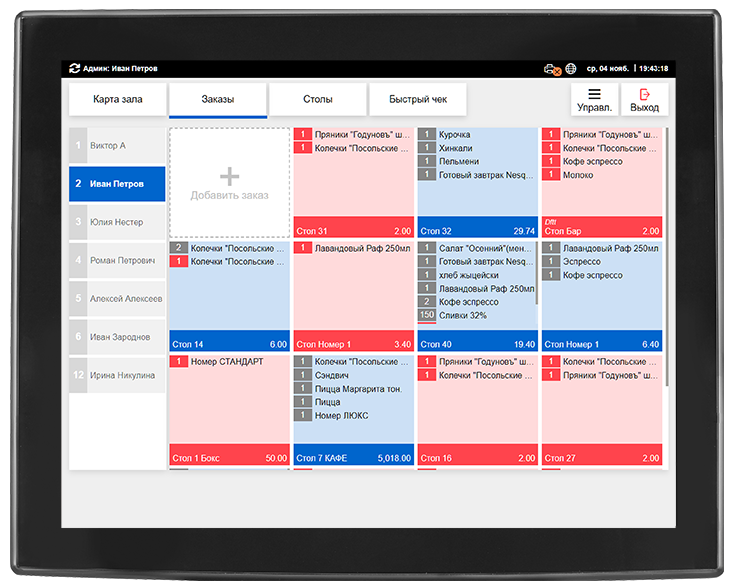 Админ: Иван Петров
ср, 04 нояб. | 19:43:18
Карта зала
Заказы
Столы
Быстрый чек
Управл.
Выход
1 Виктор А
2 Иван Петров
3 Юлия Нестер
4 Роман Петрович
5 Алексей Алексеев
6 Иван Зароднов
12 Ирина Никулина
+
Добавить заказ
1 Пряники "Годуновъ" ш...
1 Колечки "Посольские ...
Стол 31 2.00
1 Курочка
1 Хинкали
1 Пельмени
1 Готовый завтрак Nesq...
Стол 32 29.74
1 Пряники "Годуновъ" ш...
1 Колечки "Посольские ...
1 Кофе эспрессо
1 Молоко
Dftl
Стол Бар 2.00
2 Колечки "Посольские ...
1 Колечки "Посольские ...
Стол 14 6.00
1 Лавандовый Раф 250мл
Стол Номер 1 3.40
1 Салат "Осонний"(мен...
1 Готовый завтрак Nesq...
1 хлеб жыцейски
1 Лавандовый Раф 250мл
2 Кофе эспрессо
150 Сливки 32%
Стол 40 19.40
1 Лавандовый Раф 250мл
1 Эспрессо
1 Кофе эспрессо
Стол Номер 1 6.40
1 Номер СТАНДАРТ
Стол 1 Бокс 50.00
1 Колечки "Посольские ...
1 Сэндвич
1 Пицца Маргарита тон.
1 Пицца
1 Номер ЛЮКС
Стол 7 КАФЕ 5,018.00
1 Пряники "Годуновъ" ш...
1 Колечки "Посольские ...
Стол 16 2.00
1 Колечки "Посольские ...
1 Пряники "Годуновъ" ш...
Стол 27 2.00